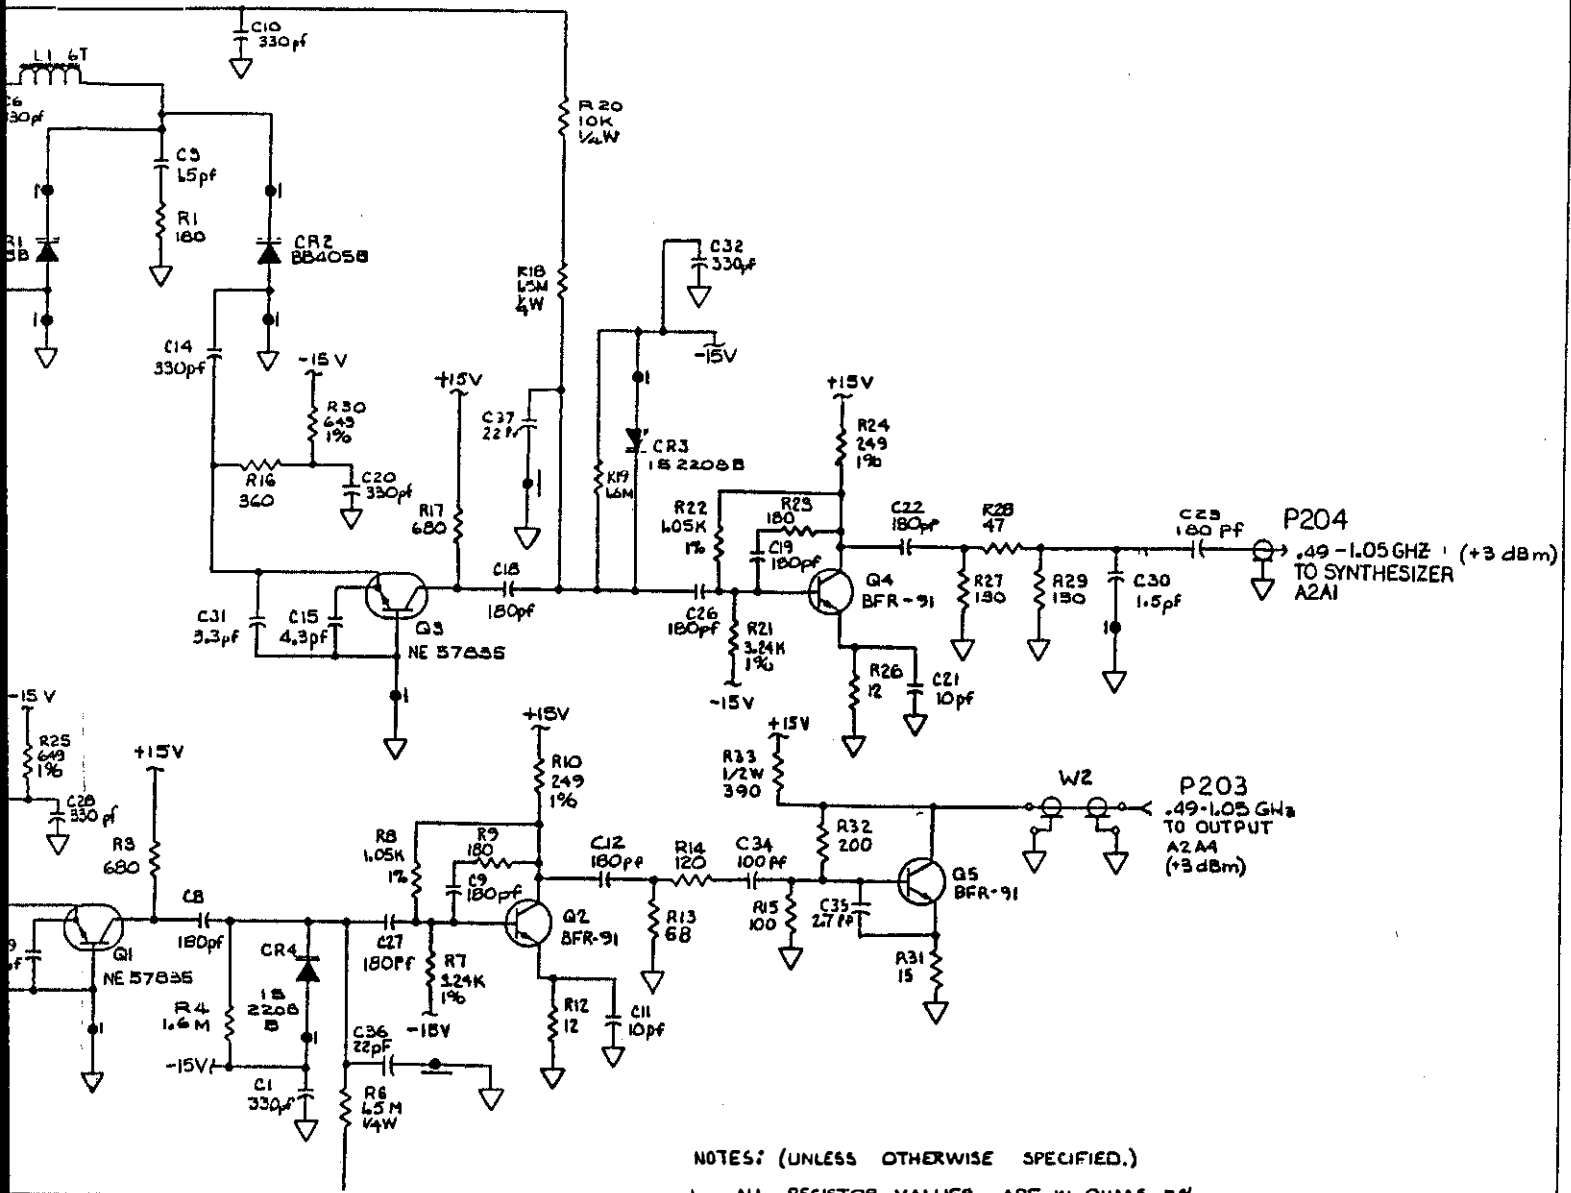 C10
330pf
L1 6T
C6
330pf
R20
10K
1/4W
C3
1.5pf
R1
180
CR2
BB405B
R18
1.5M
1/4W
C32
330pf
-15V
C14
330pf
-15V
R30
649
1%
+15V
C37
22 Pf
CR3
1S 2208B
+15V
R24
249
1%
R16
360
C20
330pf
R17
680
R19
1.6M
R22
1.05K
1%
R23
180
C19
180pf
C22
180pf
R28
47
C23
180 Pf
P204
.49-1.05 GHZ (+3 dBm)
TO SYNTHESIZER
A2A1
C31
3.3pf
C15
4.3pf
Q3
NE 57835
C18
180pf
C26
180pf
R21
3.24K
1%
-15V
Q4
BFR-91
R27
R29
C30
1.5pf
R26
12
C21
10pf
-15V
R25
649
1%
C28
330 pf
+15V
R3
680
+15V
R10
249
1%
+15V
R33
1/2W
390
W2
P203
.49-1.05 GHz
TO OUTPUT
A2A4
(+3dBm)
R8
1.05K
1%
R9
180
C9
180pf
C12
180pf
R14
120
C34
100pf
R32
200
Q5
BFR-91
C8
180pf
Q1
NE 57835
CR4
1S
2208
B
C27
180Pf
R7
3.24K
1%
-15V
Q2
BFR-91
R13
68
R15
100
C35
2.7 Pf
R31
15
R4
1.6 M
-15V
C1
330pf
C36
22pF
R6
1.5 M
1/4W
R12
12
C11
10pf
NOTES: (UNLESS OTHERWISE SPECIFIED.)